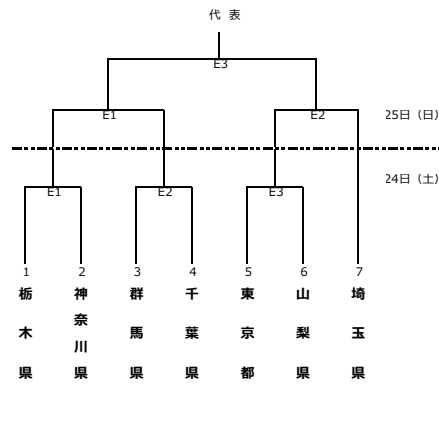 代 表
E3
E1
E2
25日 (日)
24日 (土)
E1
E2
E3
1
2
3
4
5
6
7
栃木県
神奈川県
群馬県
千葉県
東京都
山梨県
埼玉県